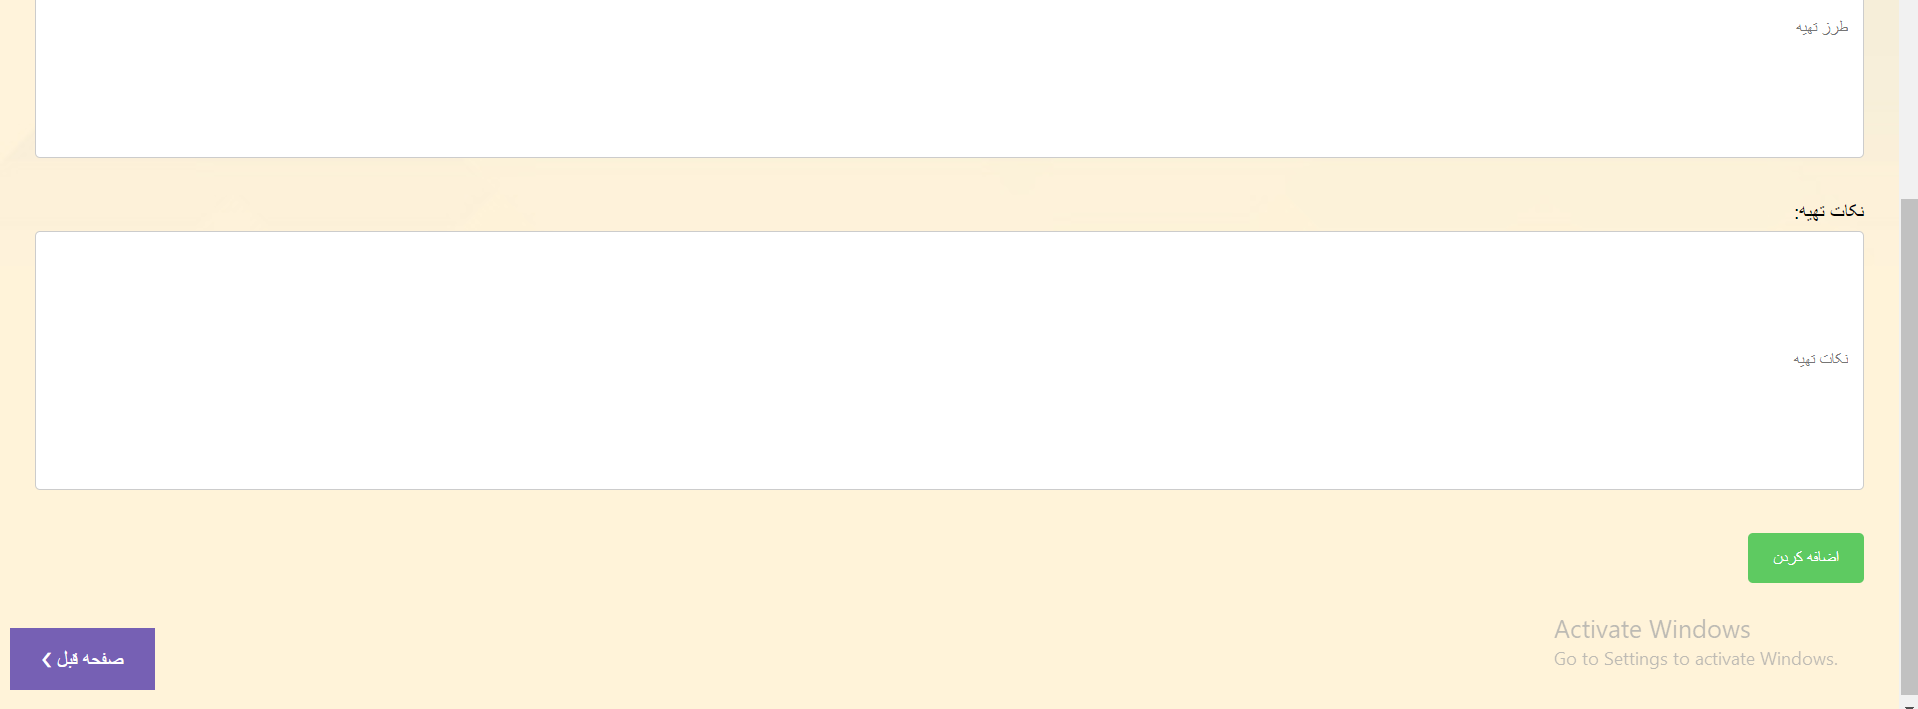 طرز تهیه
نکات تهیه:
نکات تهیه
اضافه کردن
صفحه قبل ❯
Activate Windows
Go to Settings to activate Windows.